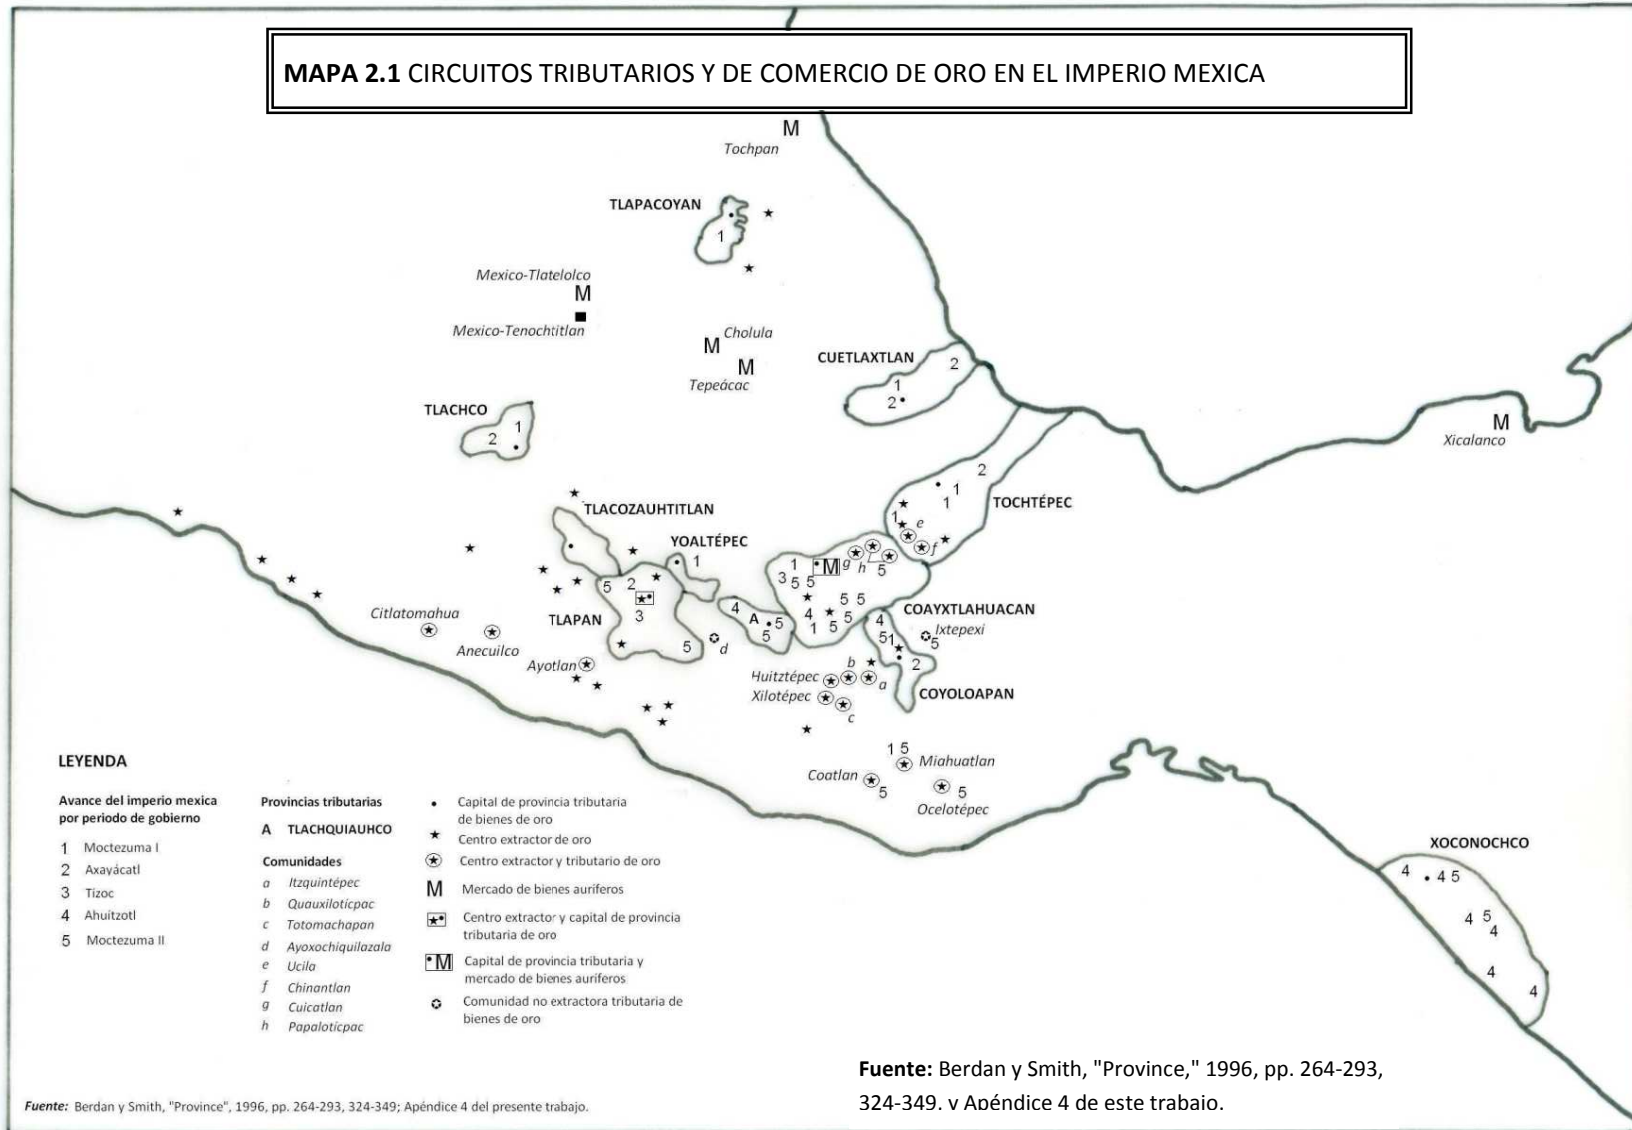 MAPA 2.1 CIRCUITOS TRIBUTARIOS Y DE COMERCIO DE ORO EN EL IMPERIO MEXICA
M
Tochpan
TLAPACOYAN
1
Mexico-Tlatelolco
M
Mexico-Tenochtitlan
Cholula
M
M
Tepeácac
CUETLAXTLAN
2
1
2
TLACHCO
1
2
M
Xicalanco
TOCHTÉPEC
2
1
1
1
e
f
TLACOZAUHTITLAN
YOALTÉPEC
1
TLAPAN
5
2
3
5
d
4
A
5
5
1
M
g
h
5
3
5 5
5 5
4
5
1
5
COAYXTLAHUACAN
4
Ixtepexi
5
1
5
2
COYOLOAPAN
Citlatomahua
Anecuilco
Ayotlan
b
Huitztépec
a
Xilotépec
c
1 5
Miahuatlan
Coatlan
5
5
Ocelotépec
XOCONOCHCO
4
4 5
4
5
4
4
4
LEYENDA
Avance del imperio mexica
por periodo de gobierno
1 Moctezuma I
2 Axayácatl
3 Tizoc
4 Ahuítzotl
5 Moctezuma II
Provincias tributarias
A TLACHQUIAUHCO
Comunidades
a Itzquintépec
b Quauxiloticpac
c Totomachapan
d Ayoxochiquilazala
e Ucila
f Chinantlan
g Cuicatlan
h Papaloticpac
Capital de provincia tributaria
de bienes de oro
Centro extractor de oro
Centro extractor y tributario de oro
M Mercado de bienes auríferos
Centro extractor y capital de provincia
tributaria de oro
M Capital de provincia tributaria y
mercado de bienes auríferos
Comunidad no extractora tributaria de
bienes de oro
Fuente: Berdan y Smith, "Province", 1996, pp. 264-293, 324-349; Apéndice 4 del presente trabajo.
Fuente: Berdan y Smith, "Province," 1996, pp. 264-293,
324-349. y Apéndice 4 de este trabajo.